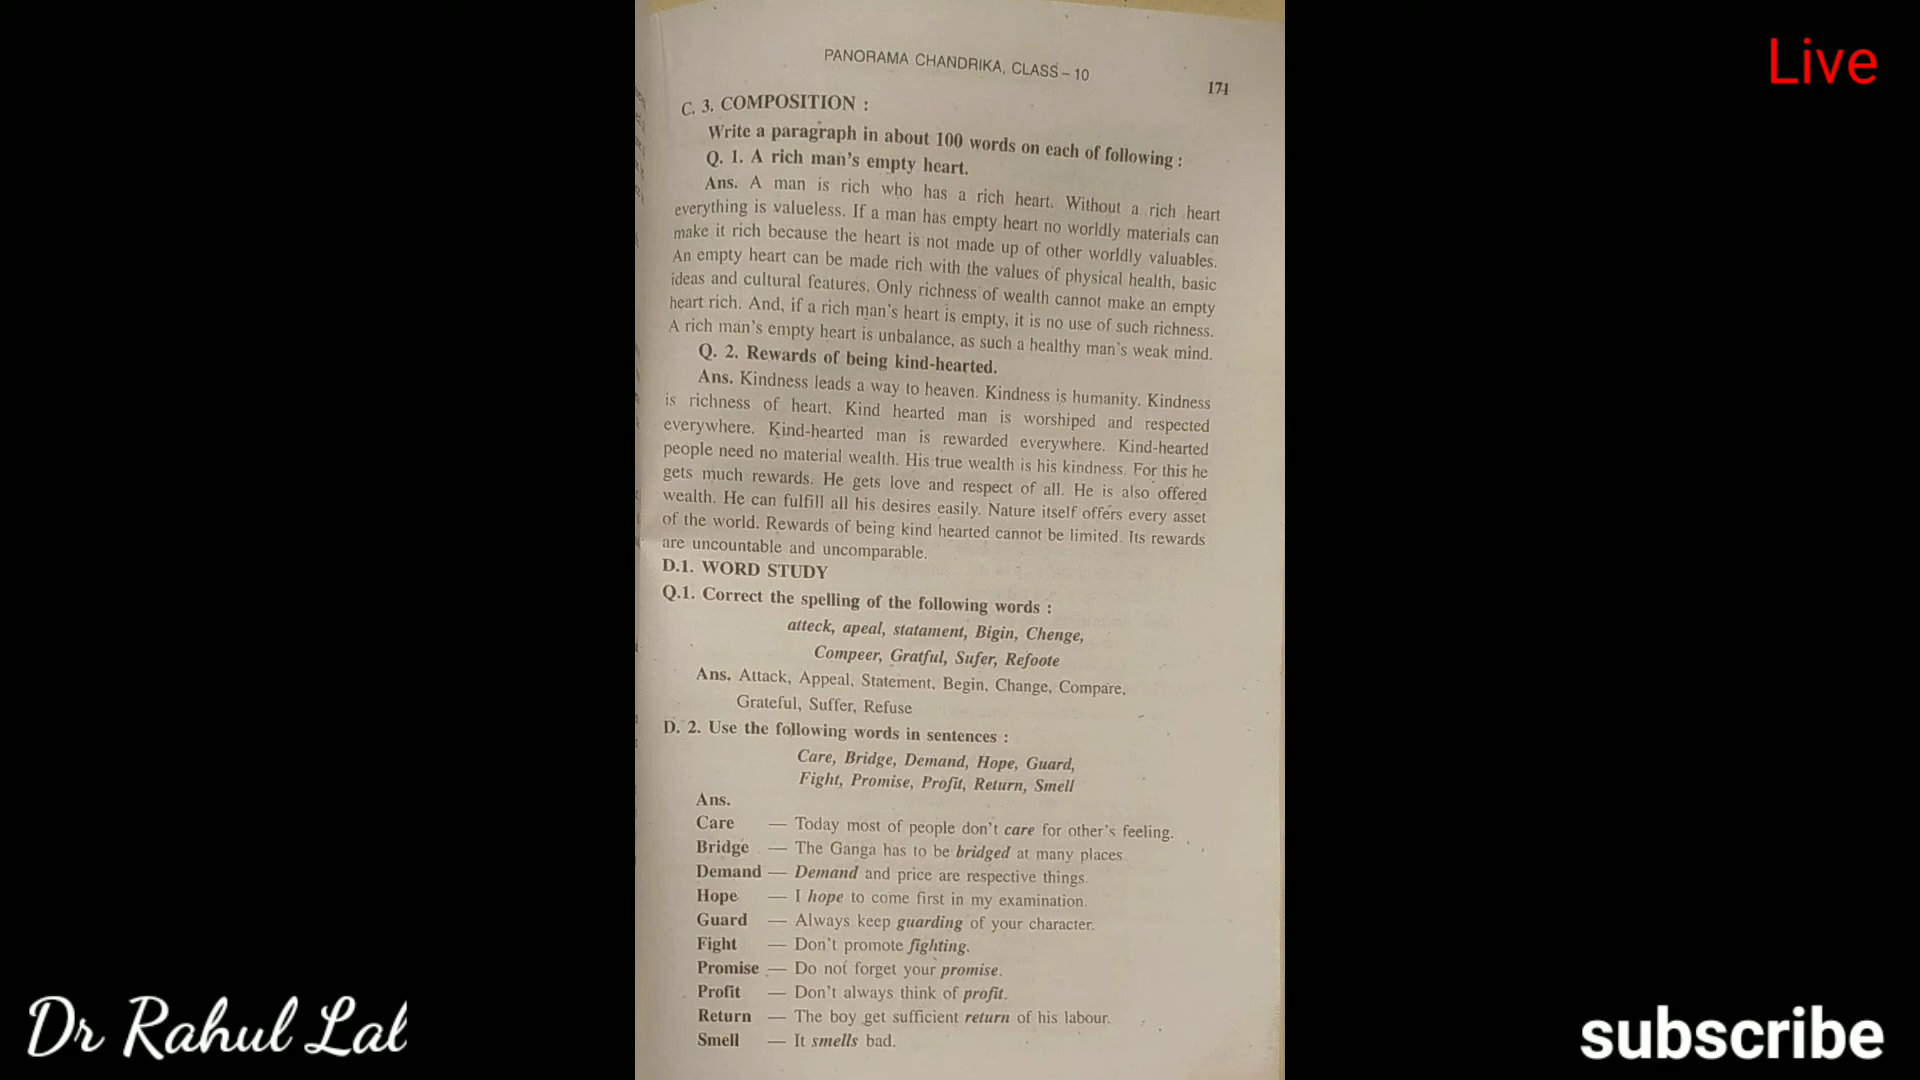 PANORAMA CHANDRIKA, CLASS – 10
171
Live
C. 3. COMPOSITION :
Write a paragraph in about 100 words on each of following :
Q. 1. A rich man's empty heart.
Ans. A man is rich who has a rich heart. Without a rich heart
everything is valueless. If a man has empty heart no worldly materials can
make it rich because the heart is not made up of other worldly valuables.
An empty heart can be made rich with the values of physical health, basic
ideas and cultural features. Only richness of wealth cannot make an empty
heart rich. And, if a rich man's heart is empty, it is no use of such richness.
A rich man's empty heart is unbalance, as such a healthy man's weak mind.
Q. 2. Rewards of being kind-hearted.
Ans. Kindness leads a way to heaven. Kindness is humanity. Kindness
is richness of heart. Kind hearted man is worshiped and respected
everywhere. Kind-hearted man is rewarded everywhere. Kind-hearted
people need no material wealth. His true wealth is his kindness. For this he
gets much rewards. He gets love and respect of all. He is also offered
wealth. He can fulfill all his desires easily. Nature itself offers every asset
of the world. Rewards of being kind hearted cannot be limited. Its rewards
are uncountable and uncomparable.
D.1. WORD STUDY
Q.1. Correct the spelling of the following words :
atteck, apeal, statament, Bigin, Chenge,
Compeer, Gratful, Sufer, Refoote
Ans. Attack, Appeal, Statement, Begin, Change, Compare,
Grateful, Suffer, Refuse
D. 2. Use the following words in sentences :
Care, Bridge, Demand, Hope, Guard,
Fight, Promise, Profit, Return, Smell
Ans.
Care — Today most of people don't care for other's feeling.
Bridge — The Ganga has to be bridged at many places.
Demand — Demand and price are respective things.
Hope — I hope to come first in my examination.
Guard — Always keep guarding of your character.
Fight — Don't promote fighting.
Promise — Do not forget your promise.
Profit — Don't always think of profit.
Return — The boy get sufficient return of his labour.
Smell — It smells bad.
Dr Rahul Lal
subscribe